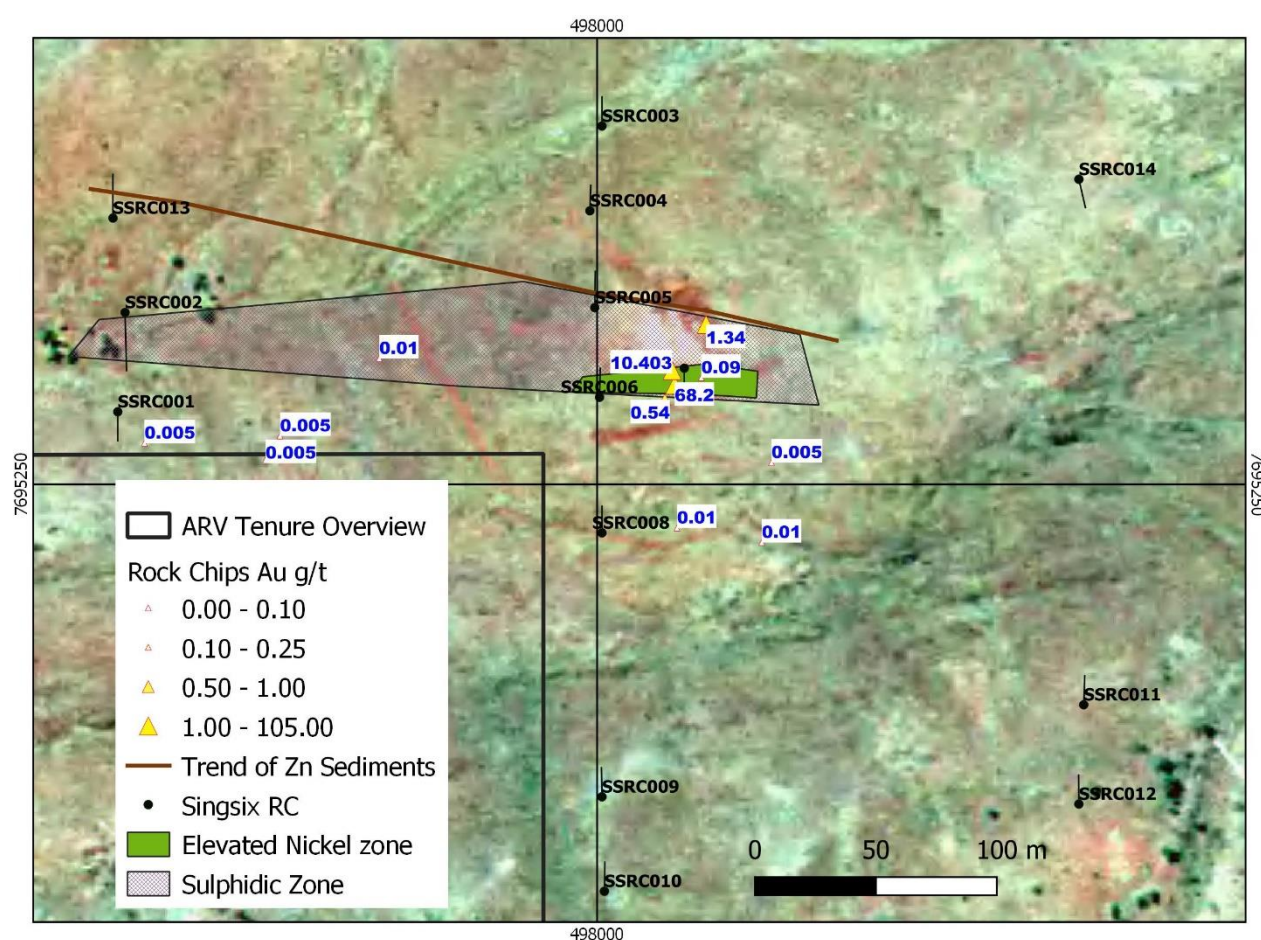 498000
SSRC003
SSRC014
SSRC004
SSRC013
SSRC005
SSRC002
1.34
0.01
10.403
0.09
SSRC006
68.2
0.54
SSRC001
0.005
0.005
0.005
0.005
7695250
7695250
SSRC008
0.01
0.01
ARV Tenure Overview
Rock Chips Au g/t
0.00 - 0.10
0.10 - 0.25
0.50 - 1.00
1.00 - 105.00
Trend of Zn Sediments
Singsix RC
Elevated Nickel zone
Sulphidic Zone
SSRC011
SSRC009
SSRC012
0 50 100 m
SSRC010
498000